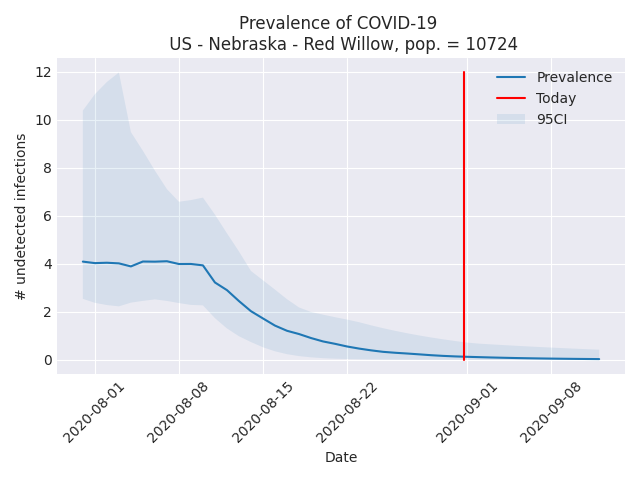 Prevalence of COVID-19
US - Nebraska - Red Willow, pop. = 10724
Prevalence
Today
95CI
# undetected infections
12
10
8
6
4
2
0
2020-08-01
2020-08-08
2020-08-15
2020-08-22
2020-09-01
2020-09-08
Date